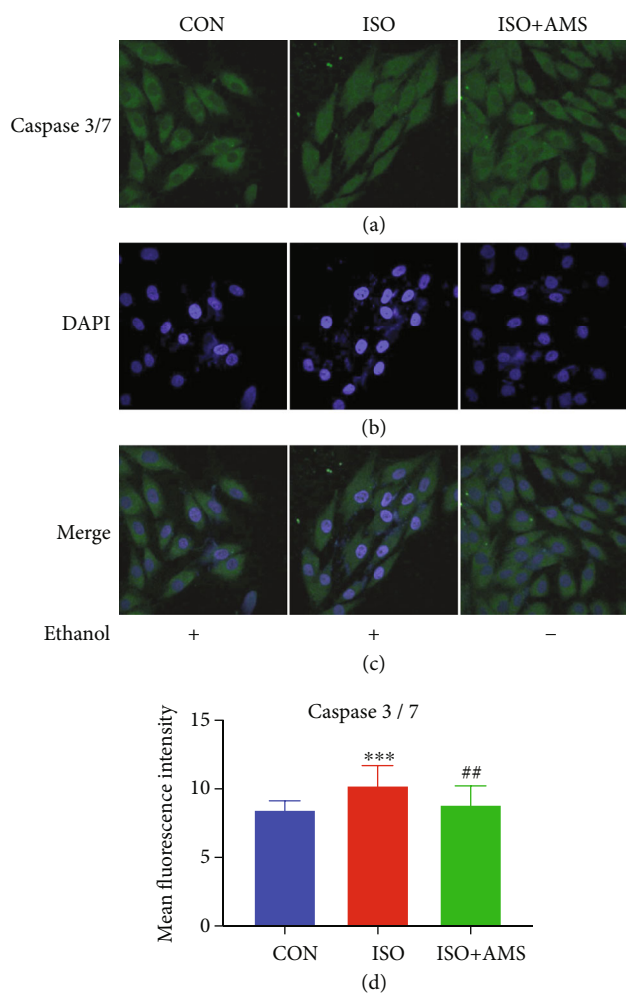 CON ISO ISO+AMS
Caspase 3/7
(a)
DAPI
(b)
Merge
Ethanol + + −
(c)
Caspase 3 / 7
Mean fluorescence intensity
15
10
5
0
***
##
CON ISO ISO+AMS
(d)